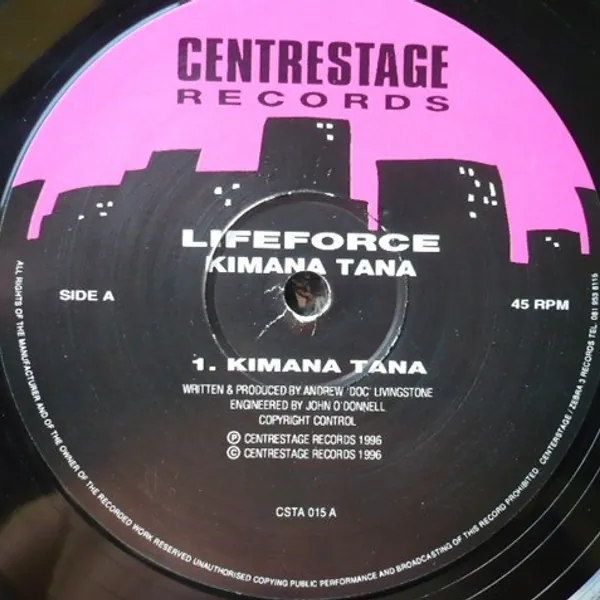 CENTRESTAGE
RECORDS
LIFEFORCE
KIMANA TANA
SIDE A
45 RPM
1. KIMANA TANA
WRITTEN & PRODUCED BY ANDREW 'DOC' LIVINGSTONE
ENGINEERED BY JOHN O'DONNELL
COPYRIGHT CONTROL
Ⓟ CENTRESTAGE RECORDS 1996
© CENTRESTAGE RECORDS 1996
CSTA 015 A
ALL RIGHTS OF THE MANUFACTURER AND OF THE OWNER OF THE RECORDED WORK RESERVED UNAUTHORISED COPYING PUBLIC PERFORMANCE AND BROADCASTING OF THIS RECORD PROHIBITED CENTERSTAGE / ZEBRA 3 RECORDS TEL. 081 953 8115